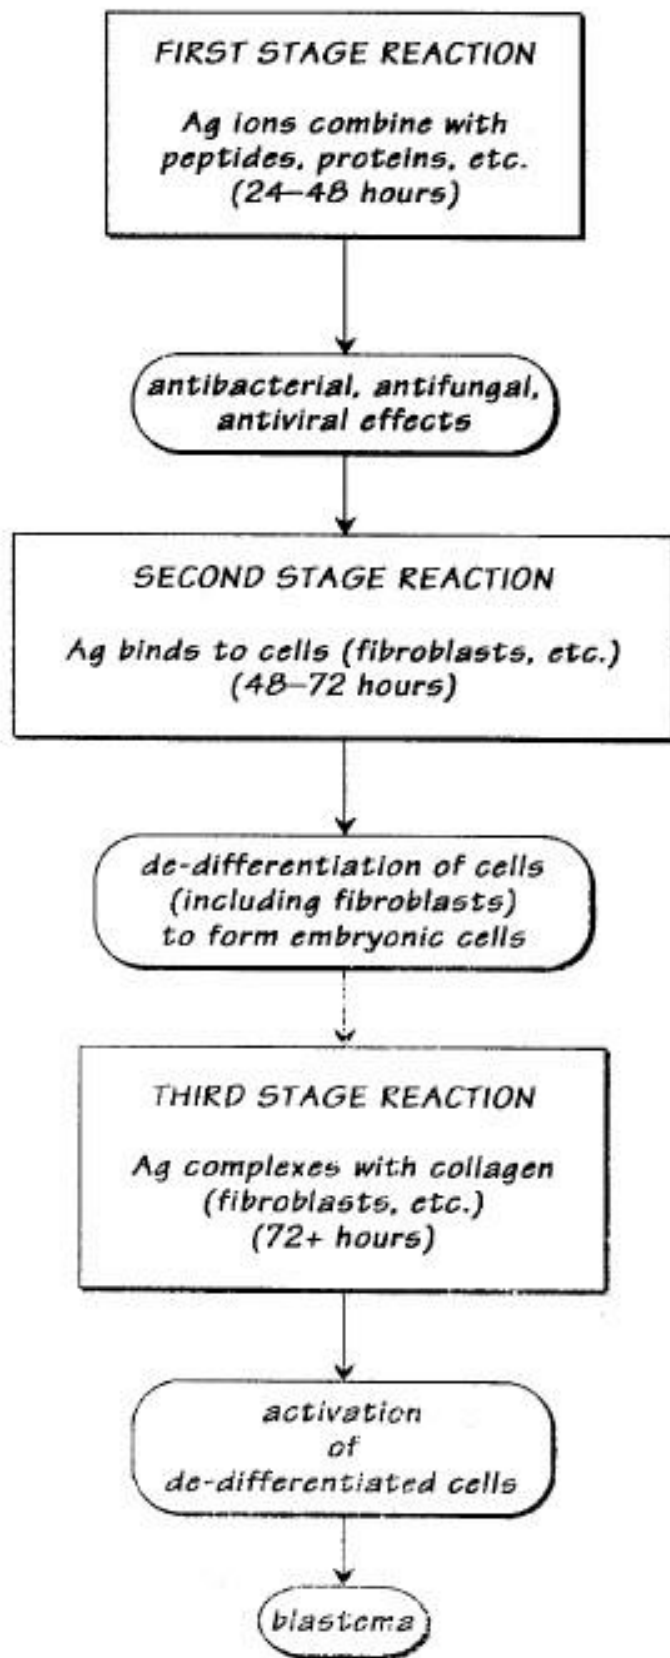 FIRST STAGE REACTION
Ag ions combine with
peptides, proteins, etc.
(24–48 hours)
antibacterial, antifungal,
antiviral effects
SECOND STAGE REACTION
Ag binds to cells (fibroblasts, etc.)
(48–72 hours)
de-differentiation of cells
(including fibroblasts)
to form embryonic cells
THIRD STAGE REACTION
Ag complexes with collagen
(fibroblasts, etc.)
(72+ hours)
activation
of
de-differentiated cells
blastema